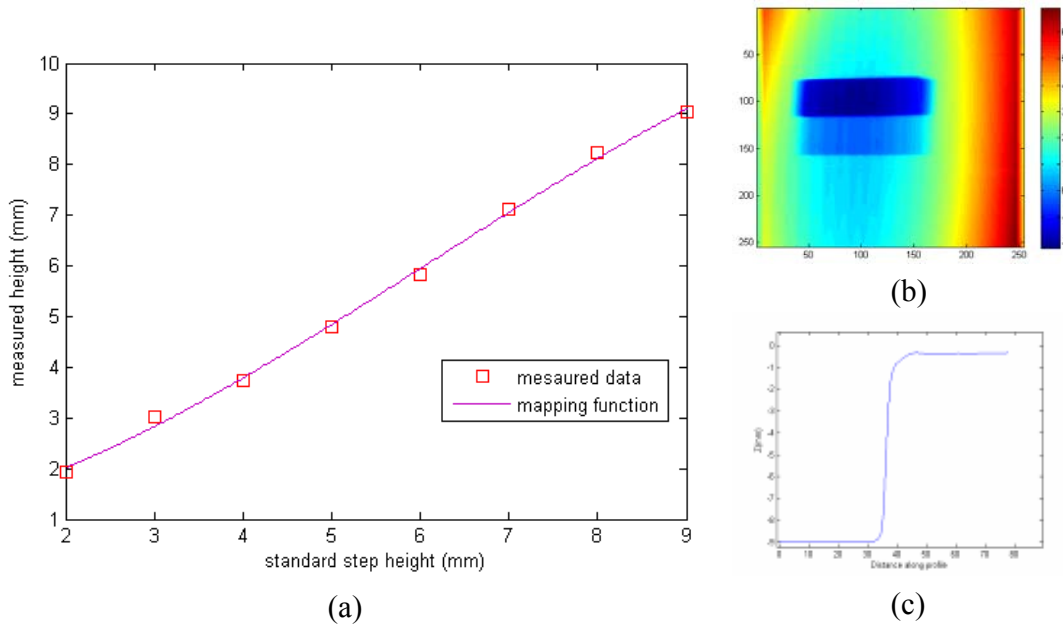 10
9
8
7
6
5
4
3
2
1
measured height (mm)
mesaured data
mapping function
2 3 4 5 6 7 8 9
standard step height (mm)
(a)
50
100
150
200
250
50 100 150 200 250
(b)
0
-1
-2
-3
-4
-5
-6
-7
-8
-9
0 10 20 30 40 50 60 70 80
Distance along profile
(c)